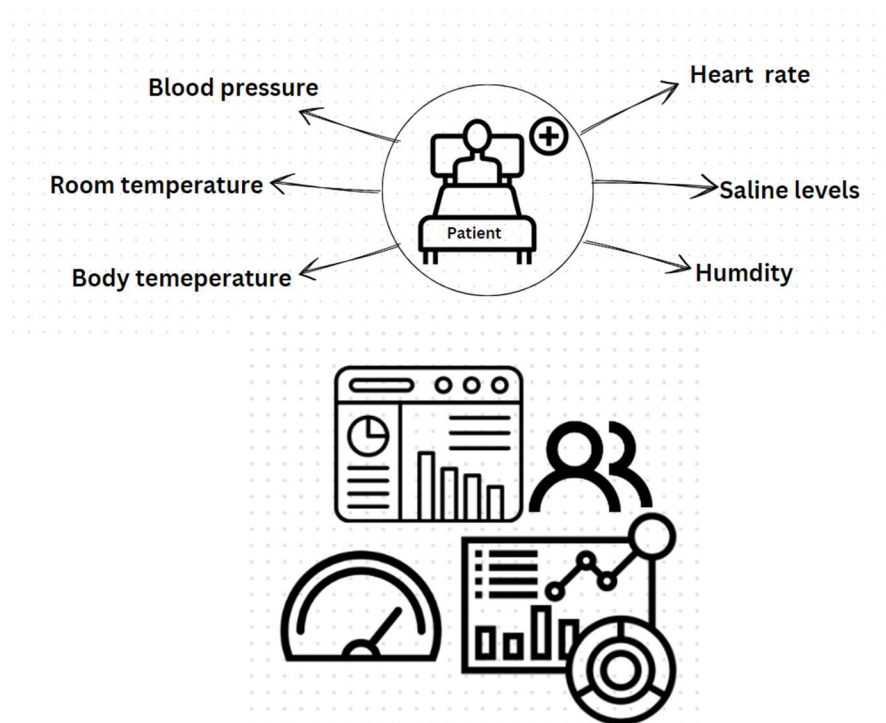 Blood pressure
Heart rate
Room temperature
Saline levels
Body temeperature
Humdity
Patient